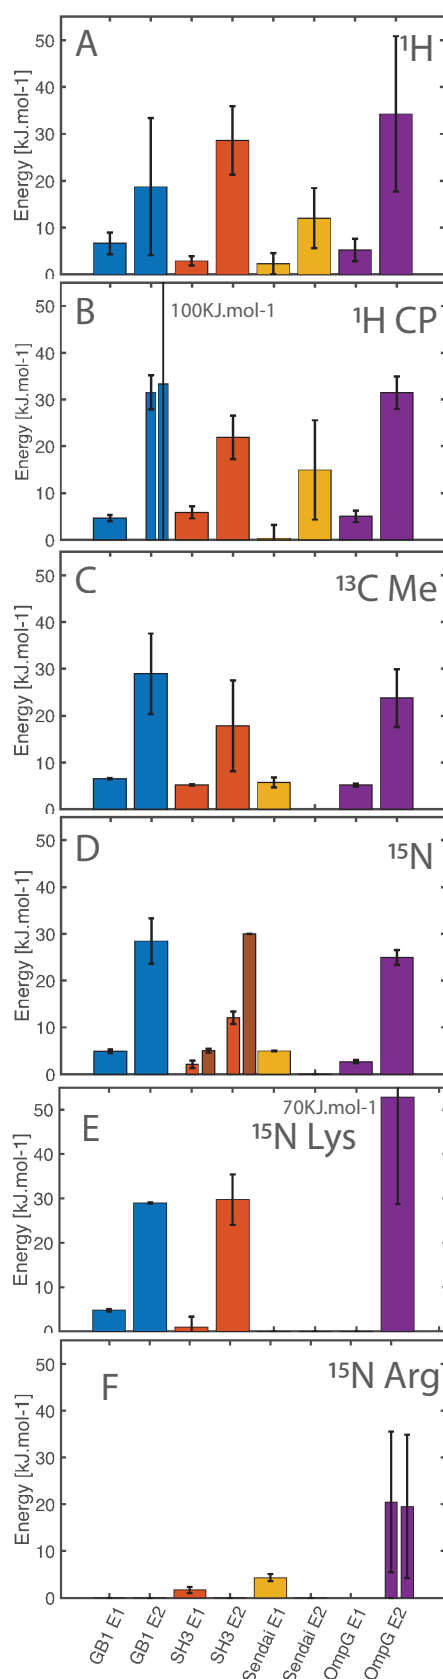 A
¹H
Energy [kJ.mol-1]
50
40
30
20
10
0
B
100KJ.mol-1
¹H CP
Energy [kJ.mol-1]
50
40
30
20
10
0
C
¹³C Me
Energy [kJ.mol-1]
50
40
30
20
10
0
D
¹⁵N
Energy [kJ.mol-1]
50
40
30
20
10
0
E
70KJ.mol-1
¹⁵N Lys
Energy [kJ.mol-1]
50
40
30
20
10
0
F
¹⁵N Arg
Energy [kJ.mol-1]
50
40
30
20
10
0
GB1 E1
GB1 E2
SH3 E1
SH3 E2
Sendai E1
Sendai E2
OmpG E1
OmpG E2